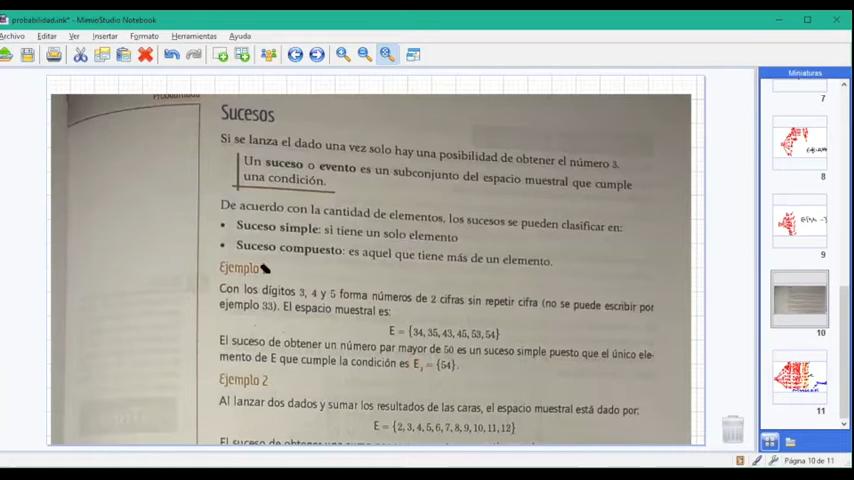 probabilidad.ink* - MimioStudio Notebook
Archivo Editar Ver Insertar Formato Herramientas Ayuda
Miniaturas
7
8
9
10
11
Sucesos
Si se lanza el dado una vez solo hay una posibilidad de obtener el número 3.
Un suceso o evento es un subconjunto del espacio muestral que cumple
una condición.
De acuerdo con la cantidad de elementos, los sucesos se pueden clasificar en:
• Suceso simple: si tiene un solo elemento
• Suceso compuesto: es aquel que tiene más de un elemento.
Ejemplo
Con los dígitos 3, 4 y 5 forma números de 2 cifras sin repetir cifra (no se puede escribir por
ejemplo 33). El espacio muestral es:
E = {34, 35, 43, 45, 53, 54}
El suceso de obtener un número par mayor de 50 es un suceso simple puesto que el único ele-
mento de E que cumple la condición es E₁ = {54}.
Ejemplo 2
Al lanzar dos dados y sumar los resultados de las caras, el espacio muestral está dado por:
E = {2, 3, 4, 5, 6, 7, 8, 9, 10, 11, 12}
Página 10 de 11